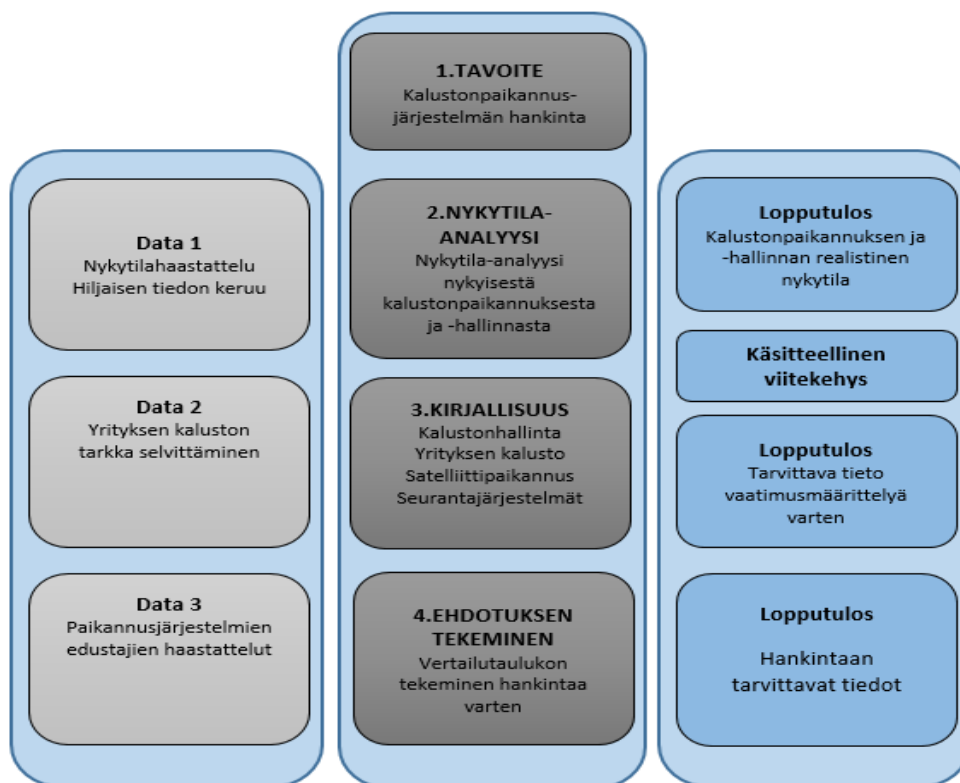 Data 1
Nykytilahaastattelu
Hiljaisen tiedon keruu
Data 2
Yrityksen kaluston
tarkka selvittäminen
Data 3
Paikannusjärjestelmien
edustajien haastattelut
1.TAVOITE
Kalustonpaikannus-
järjestelmän hankinta
2.NYKYTILA-
ANALYYSI
Nykytila-analyysi
nykyisestä
kalustonpaikannuksesta
ja -hallinnasta
3.KIRJALLISUUS
Kalustonhallinta
Yrityksen kalusto
Satelliittipaikannus
Seurantajärjestelmät
4.EHDOTUKSEN
TEKEMINEN
Vertailutaulukon
tekeminen hankintaa
varten
Lopputulos
Kalustonpaikannuksen ja
-hallinnan realistinen
nykytila
Käsitteellinen
viitekehys
Lopputulos
Tarvittava tieto
vaatimusmäärittelyä
varten
Lopputulos
Hankintaan
tarvittavat tiedot